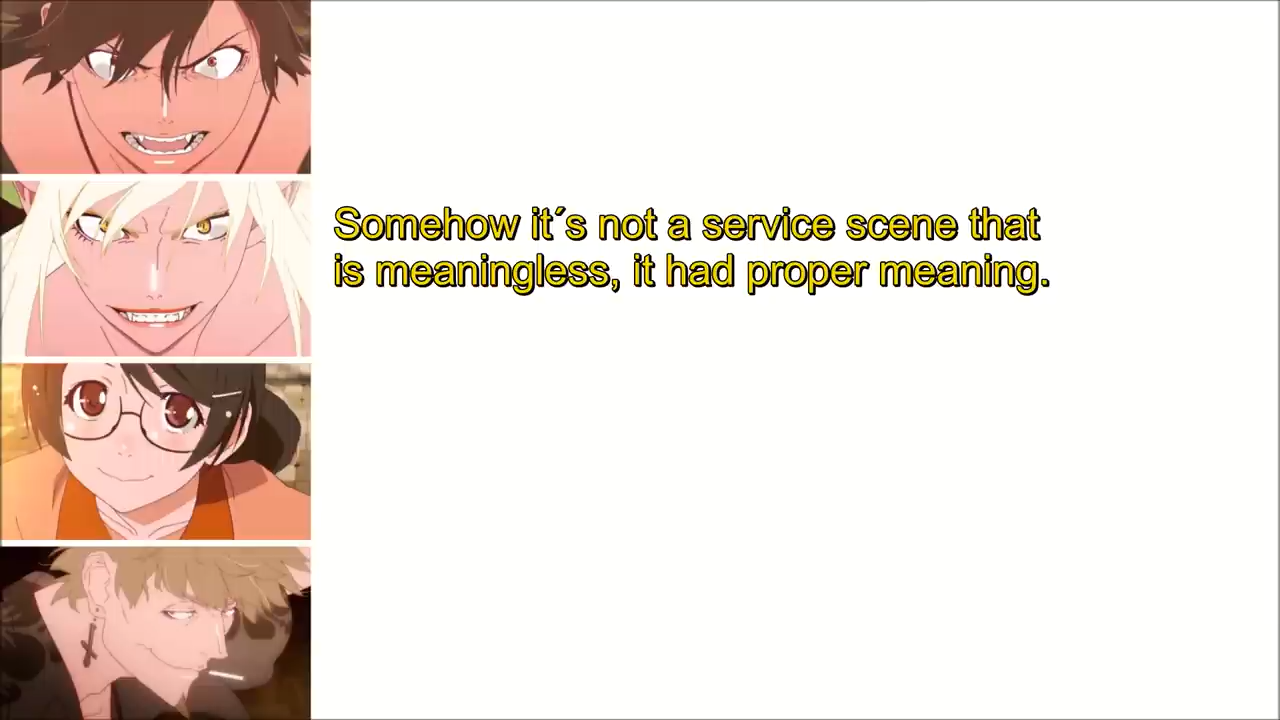 Somehow it´s not a service scene that
is meaningless, it had proper meaning.